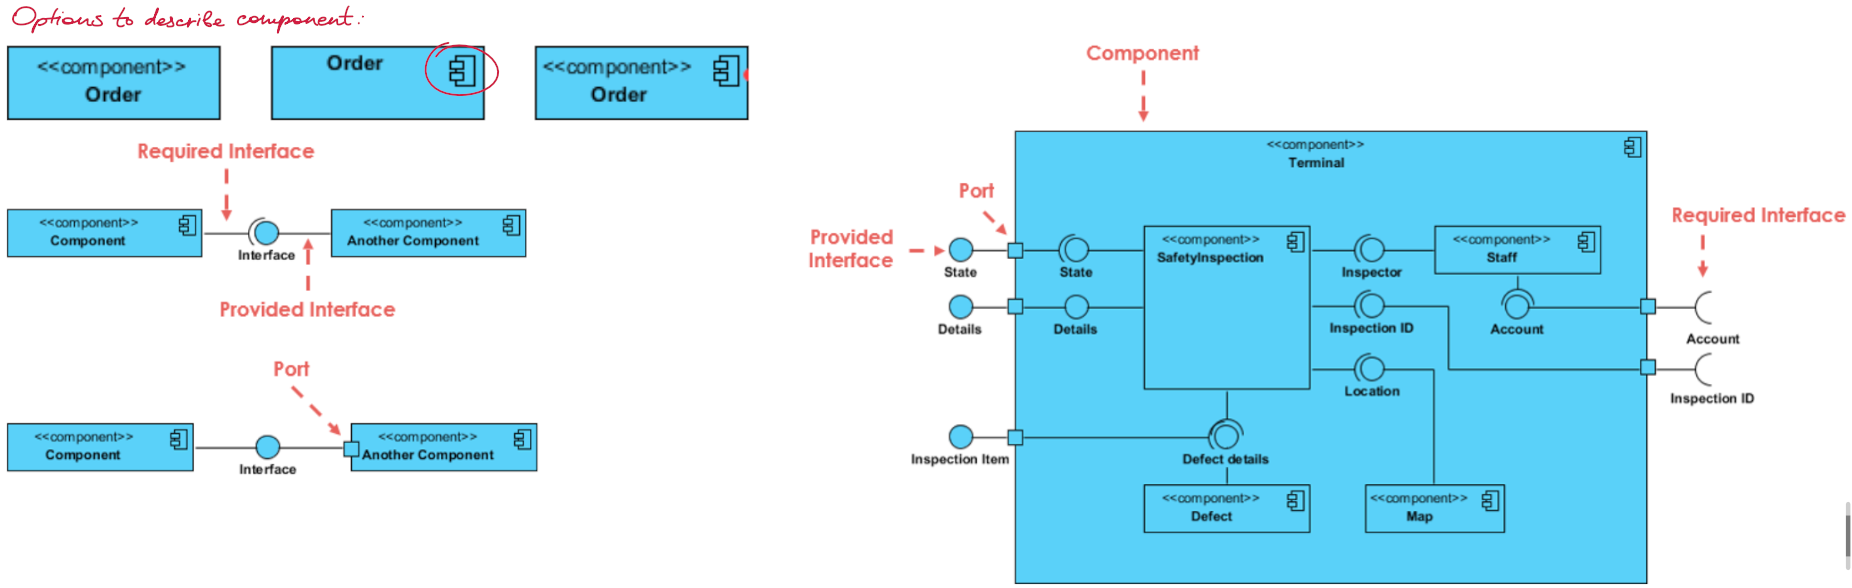 Options to describe component:
<<component>>
Order
Order
<<component>>
Order
Required Interface
<<component>>
Component
Interface
<<component>>
Another Component
Provided Interface
Port
<<component>>
Component
Interface
<<component>>
Another Component
Component
<<component>>
Terminal
Port
Provided
Interface
Required Interface
State
State
<<component>>
SafetyInspection
Inspector
<<component>>
Staff
Details
Details
Inspection ID
Account
Account
Location
Inspection ID
Inspection Item
Defect details
<<component>>
Defect
<<component>>
Map